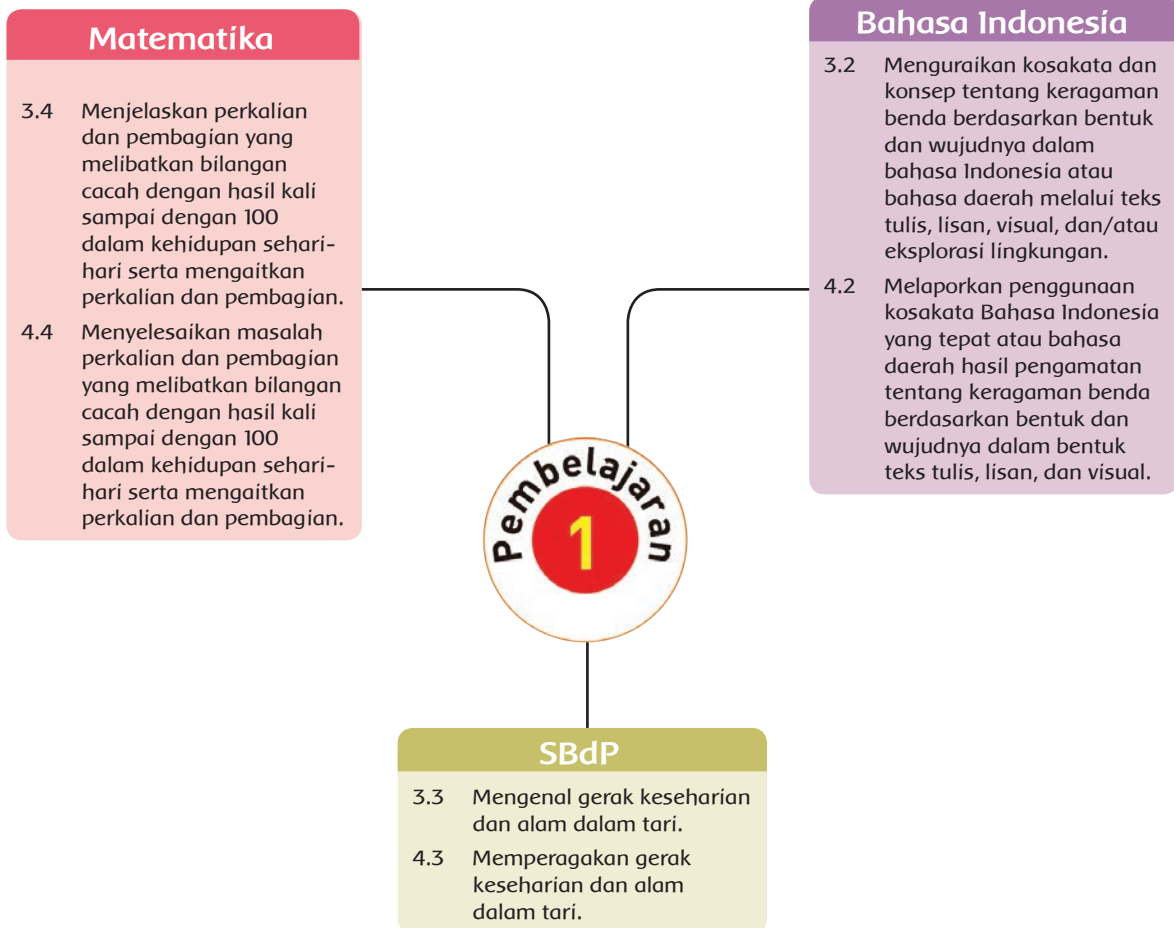 Matematika
3.4 Menjelaskan perkalian
dan pembagian yang
melibatkan bilangan
cacah dengan hasil kali
sampai dengan 100
dalam kehidupan sehari-
hari serta mengaitkan
perkalian dan pembagian.
4.4 Menyelesaikan masalah
perkalian dan pembagian
yang melibatkan bilangan
cacah dengan hasil kali
sampai dengan 100
dalam kehidupan sehari-
hari serta mengaitkan
perkalian dan pembagian.
Bahasa Indonesia
3.2 Menguraikan kosakata dan
konsep tentang keragaman
benda berdasarkan bentuk
dan wujudnya dalam
bahasa Indonesia atau
bahasa daerah melalui teks
tulis, lisan, visual, dan/atau
eksplorasi lingkungan.
4.2 Melaporkan penggunaan
kosakata Bahasa Indonesia
yang tepat atau bahasa
daerah hasil pengamatan
tentang keragaman benda
berdasarkan bentuk dan
wujudnya dalam bentuk
teks tulis, lisan, dan visual.
Pembelajaran
1
SBdP
3.3 Mengenal gerak keseharian
dan alam dalam tari.
4.3 Memperagakan gerak
keseharian dan alam
dalam tari.